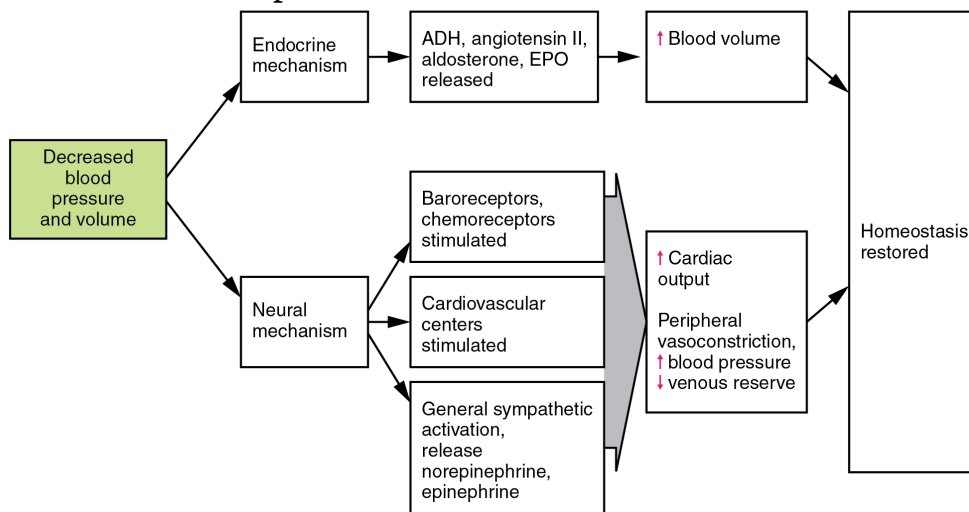 Endocrine
mechanism
ADH, angiotensin II,
aldosterone, EPO
released
↑ Blood volume
Decreased
blood
pressure
and volume
Neural
mechanism
Baroreceptors,
chemoreceptors
stimulated
Cardiovascular
centers
stimulated
General sympathetic
activation,
release
norepinephrine,
epinephrine
↑ Cardiac
output
Peripheral
vasoconstriction,
↑ blood pressure
↓ venous reserve
Homeostasis
restored